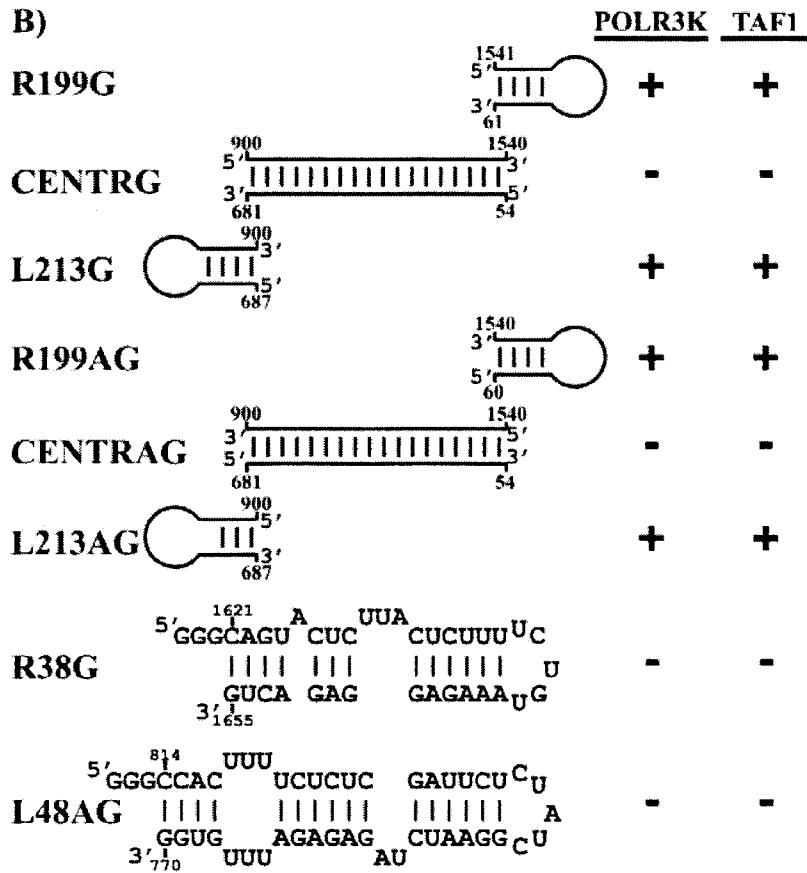 B) POLR3K TAF1
1541
R199G 5' + +
3'
61
900 1540
5' 3'
CENTRG - -
3' 5'
681 54
900
3'
L213G + +
5'
687
1540
3'
R199AG + +
5'
60
900 1540
3' 5'
CENTRAG - -
5' 3'
681 54
900
5'
L213AG + +
3'
687
1621 A UUA UC
5' GGGCAGU CUC CUCUUU U
R38G - -
GUCA GAG GAGAAA U G
3' 1655
814 UUU CU
5' GGGCCAC UCUCUC GAUUCU A
L48AG - -
GGUG AGAGAG CUAAGG C U
3' 770 UUU AU